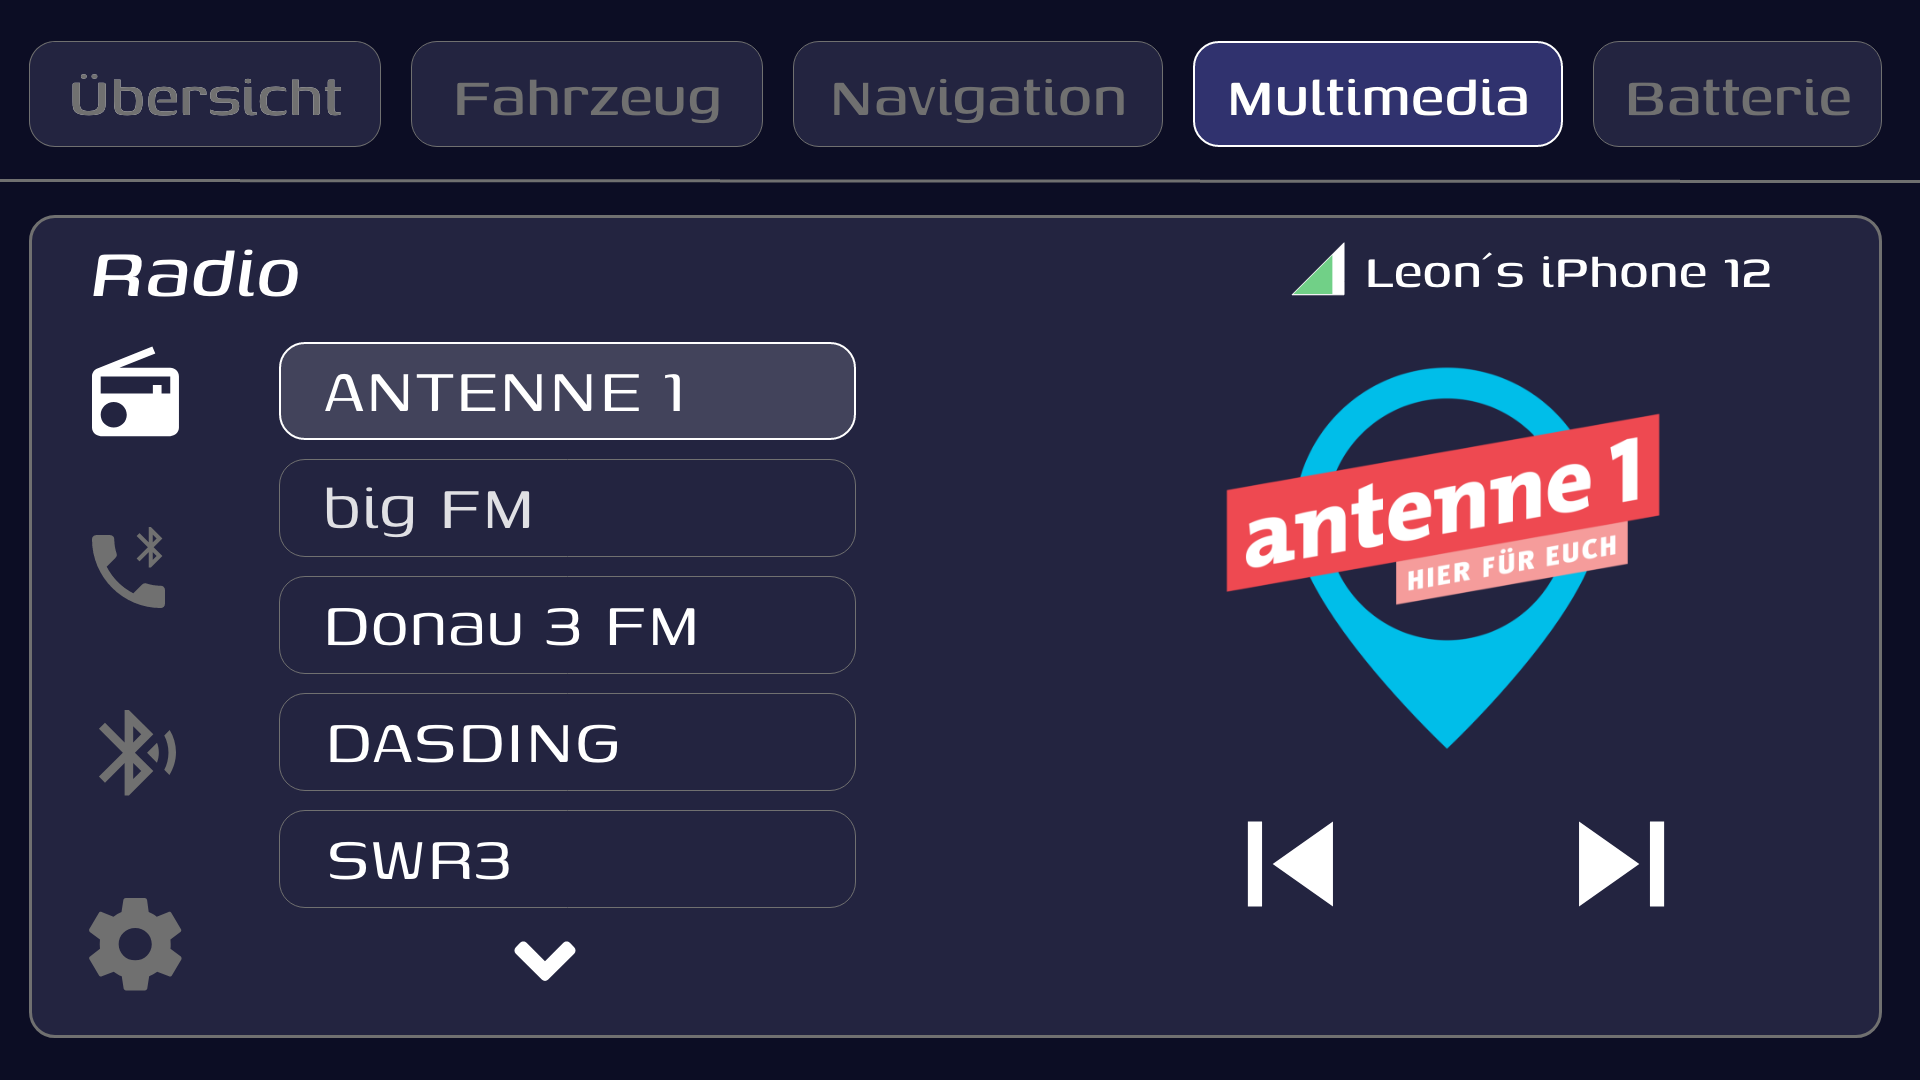 Übersicht
Fahrzeug
Navigation
Multimedia
Batterie
Radio
Leon´s iPhone 12
ANTENNE 1
big FM
Donau 3 FM
DASDING
SWR3
antenne 1
HIER FÜR EUCH